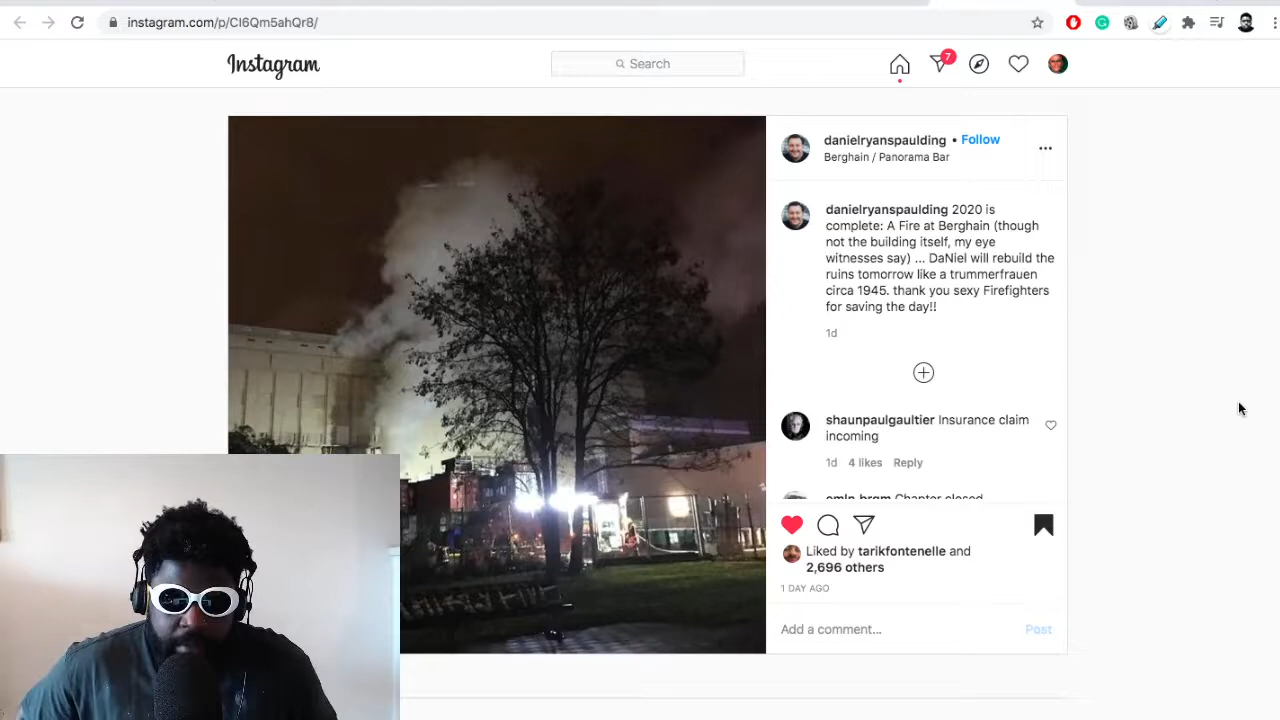 instagram.com/p/CI6Qm5ahQr8/
Instagram
Search
7
danielryanspaulding • Follow
Berghain / Panorama Bar
danielryanspaulding 2020 is
complete: A Fire at Berghain (though
not the building itself, my eye
witnesses say) ... DaNiel will rebuild the
ruins tomorrow like a trummerfrauen
circa 1945. thank you sexy Firefighters
for saving the day!!
1d
shaunpaulgaultier Insurance claim
incoming
1d 4 likes Reply
Chapter closed
Liked by tarikfontenelle and
2,696 others
1 DAY AGO
Add a comment... Post